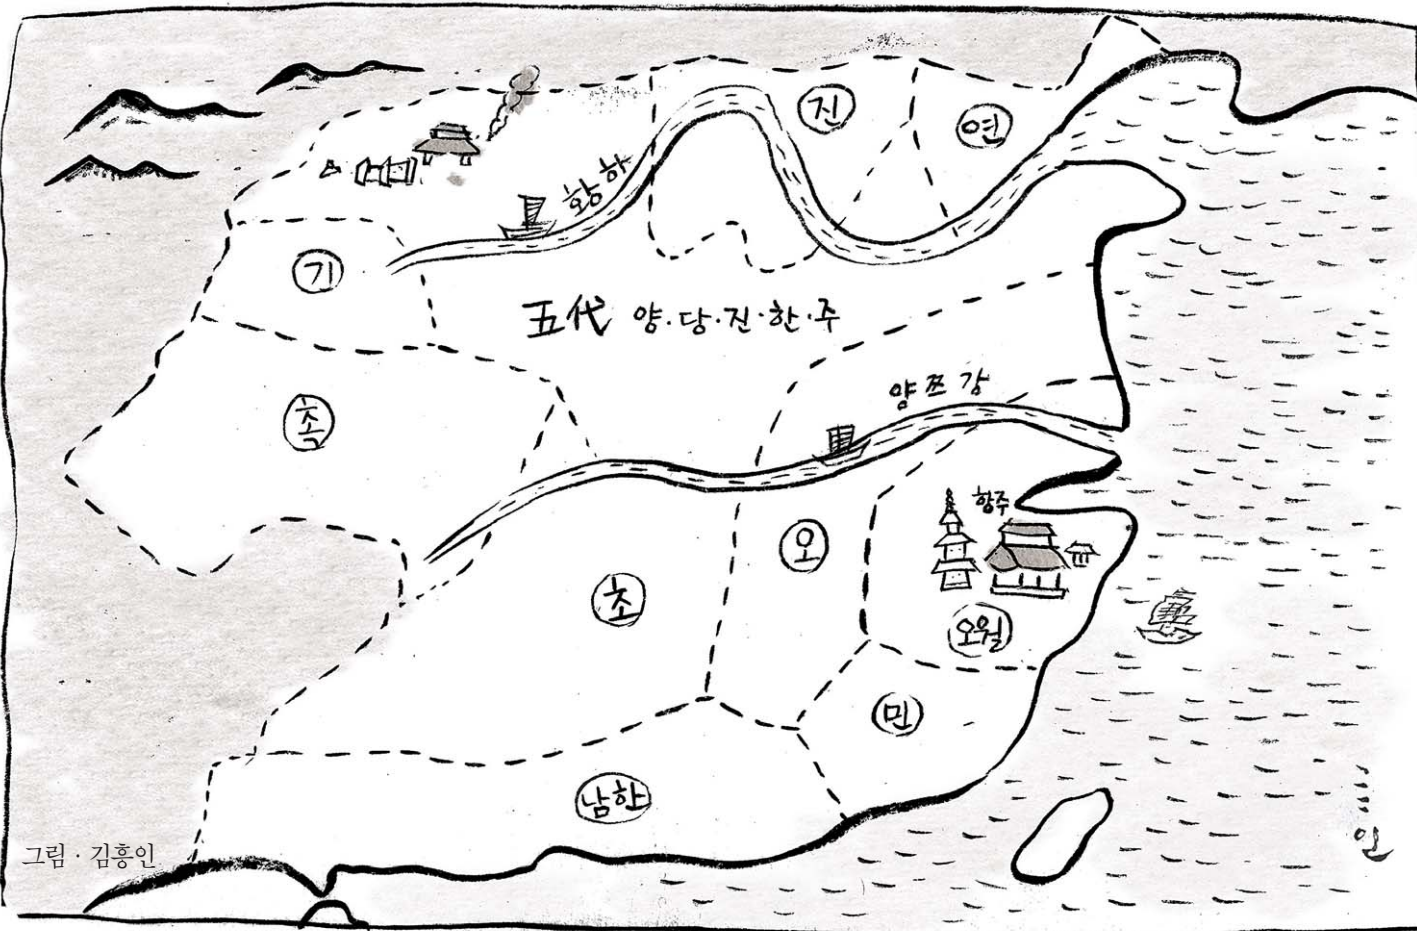 진
연
황하
기
五代 양·당·진·한·주
촉
양쯔강
항주
오
초
오월
민
남한
그림 · 김흥인
인